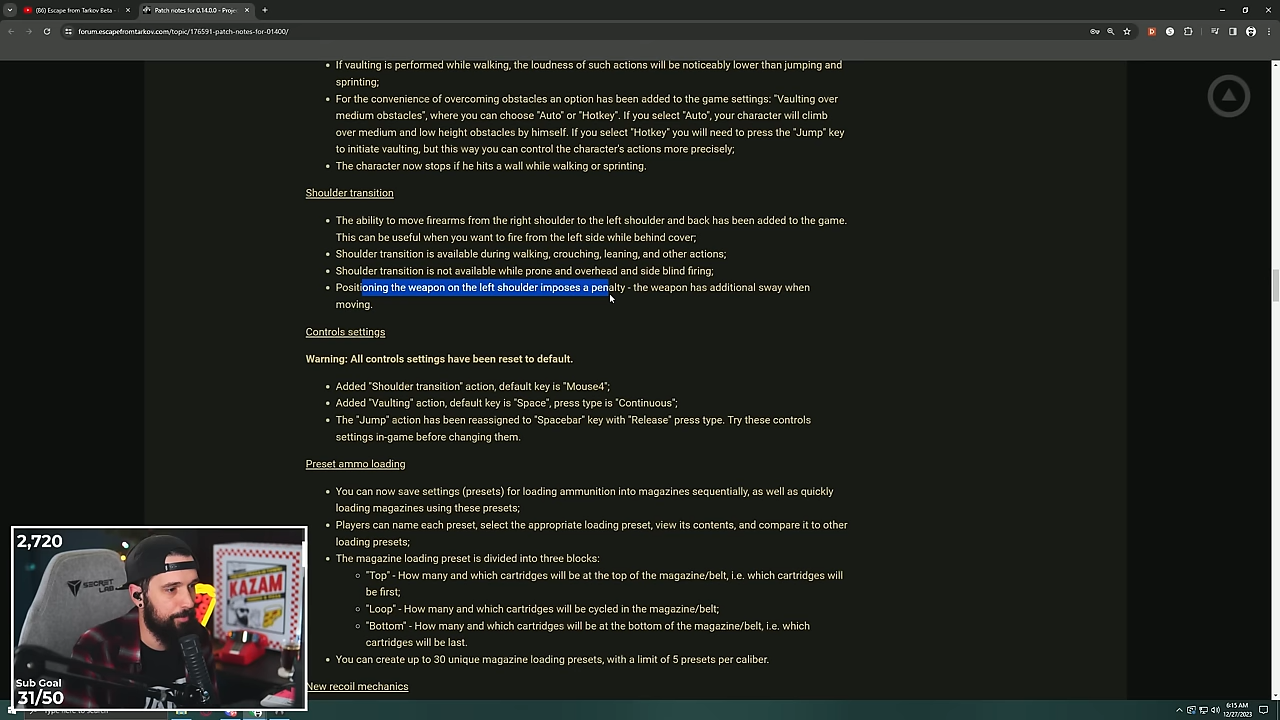 (86) Escape from Tarkov Beta -
Patch notes for 0.14.0.0 - Proje
forum.escapefromtarkov.com/topic/176591-patch-notes-for-01400/
If vaulting is performed while walking, the loudness of such actions will be noticeably lower than jumping and
sprinting;
For the convenience of overcoming obstacles an option has been added to the game settings: "Vaulting over
medium obstacles", where you can choose "Auto" or "Hotkey". If you select "Auto", your character will climb
over medium and low height obstacles by himself. If you select "Hotkey" you will need to press the "Jump" key
to initiate vaulting, but this way you can control the character's actions more precisely;
The character now stops if he hits a wall while walking or sprinting.
Shoulder transition
The ability to move firearms from the right shoulder to the left shoulder and back has been added to the game.
This can be useful when you want to fire from the left side while behind cover;
Shoulder transition is available during walking, crouching, leaning, and other actions;
Shoulder transition is not available while prone and overhead and side blind firing;
Positioning the weapon on the left shoulder imposes a penalty - the weapon has additional sway when
moving.
Controls settings
Warning: All controls settings have been reset to default.
Added "Shoulder transition" action, default key is "Mouse4";
Added "Vaulting" action, default key is "Space", press type is "Continuous";
The "Jump" action has been reassigned to "Spacebar" key with "Release" press type. Try these controls
settings in-game before changing them.
Preset ammo loading
You can now save settings (presets) for loading ammunition into magazines sequentially, as well as quickly
loading magazines using these presets;
Players can name each preset, select the appropriate loading preset, view its contents, and compare it to other
loading presets;
The magazine loading preset is divided into three blocks:
"Top" - How many and which cartridges will be at the top of the magazine/belt, i.e. which cartridges will
be first;
"Loop" - How many and which cartridges will be cycled in the magazine/belt;
"Bottom" - How many and which cartridges will be at the bottom of the magazine/belt, i.e. which
cartridges will be last.
You can create up to 30 unique magazine loading presets, with a limit of 5 presets per caliber.
New recoil mechanics
2,720
SECRET
LAB
KAZAM
Sub Goal
31/50
6:15 AM
12/27/2023